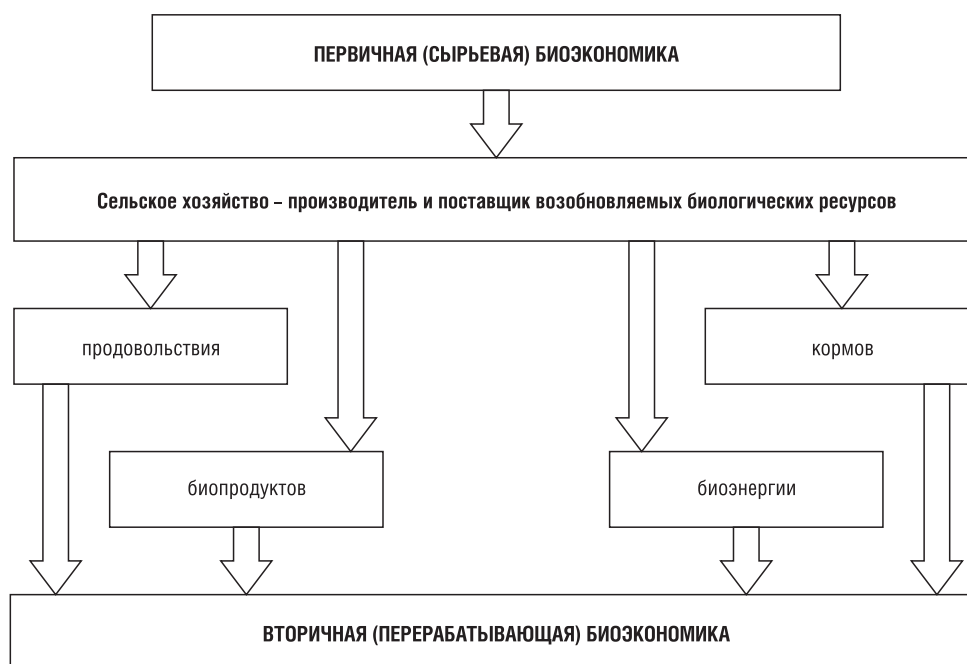 ПЕРВИЧНАЯ (СЫРЬЕВАЯ) БИОЭКОНОМИКА
Сельское хозяйство – производитель и поставщик возобновляемых биологических ресурсов
продовольствия
кормов
биопродуктов
биоэнергии
ВТОРИЧНАЯ (ПЕРЕРАБАТЫВАЮЩАЯ) БИОЭКОНОМИКА